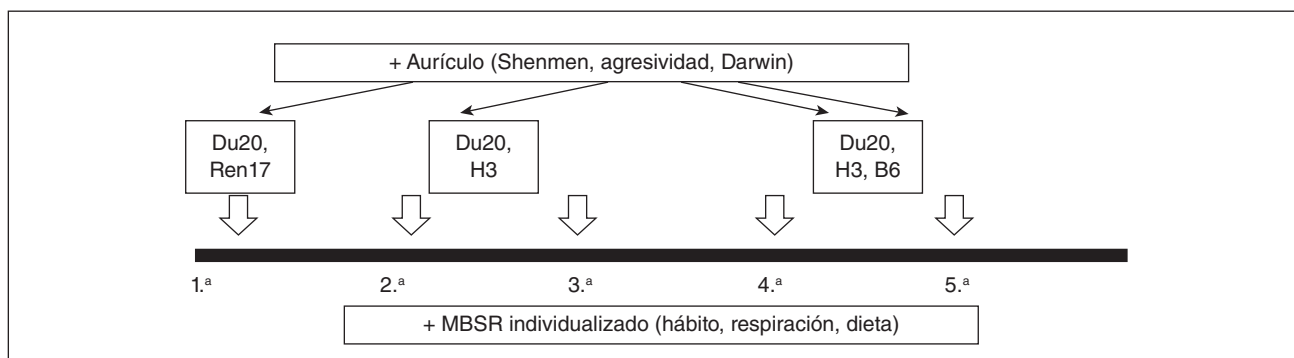 + Aurículo (Shenmen, agresividad, Darwin)
Du20,
Ren17
Du20,
H3
Du20,
H3, B6
1.ª 2.ª 3.ª 4.ª 5.ª
+ MBSR individualizado (hábito, respiración, dieta)